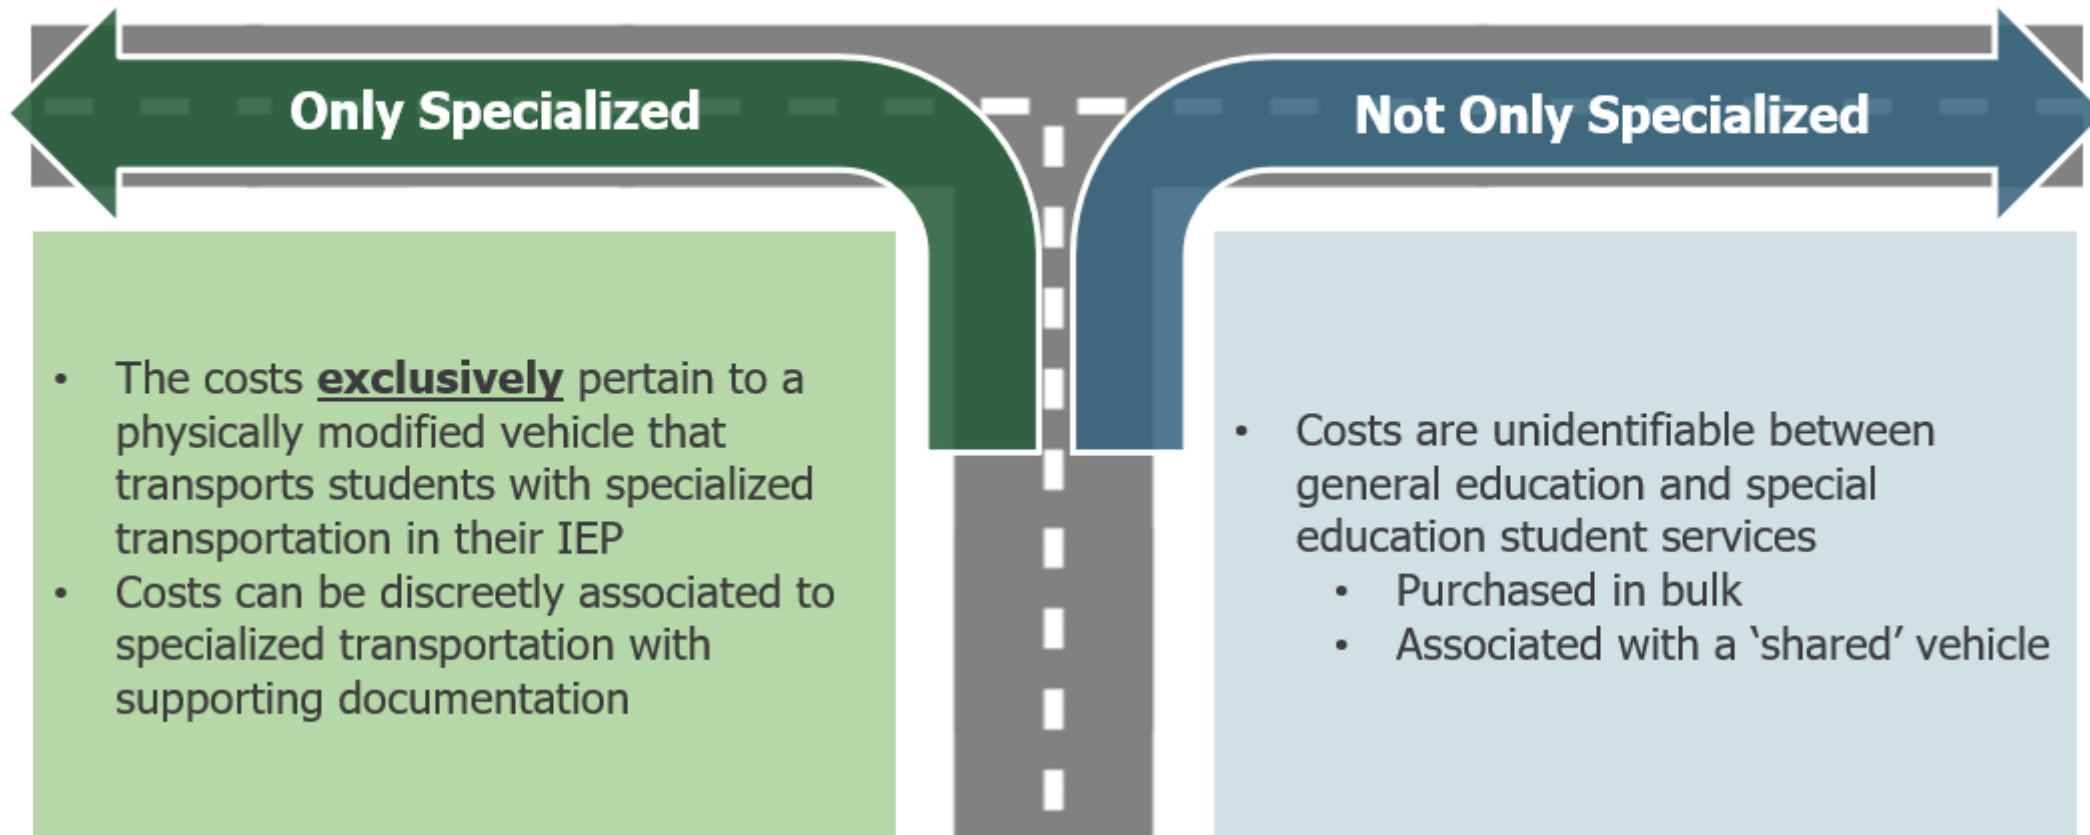 Only Specialized
Not Only Specialized
• The costs exclusively pertain to a
physically modified vehicle that
transports students with specialized
transportation in their IEP
• Costs can be discreetly associated to
specialized transportation with
supporting documentation
• Costs are unidentifiable between
general education and special
education student services
• Purchased in bulk
• Associated with a ‘shared’ vehicle